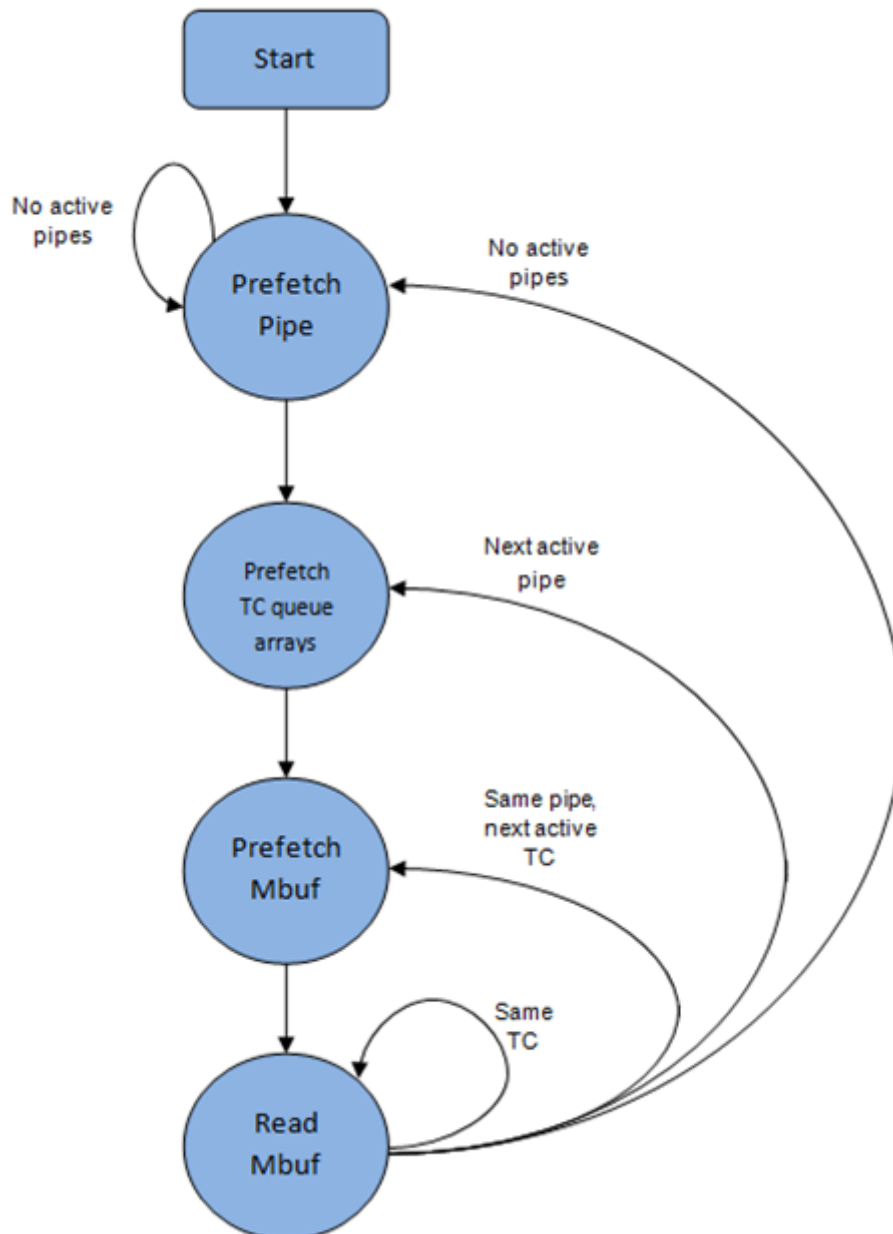 Start
No active
pipes
Prefetch
Pipe
No active
pipes
Prefetch
TC queue
arrays
Next active
pipe
Prefetch
Mbuf
Same pipe,
next active
TC
Same
TC
Read
Mbuf